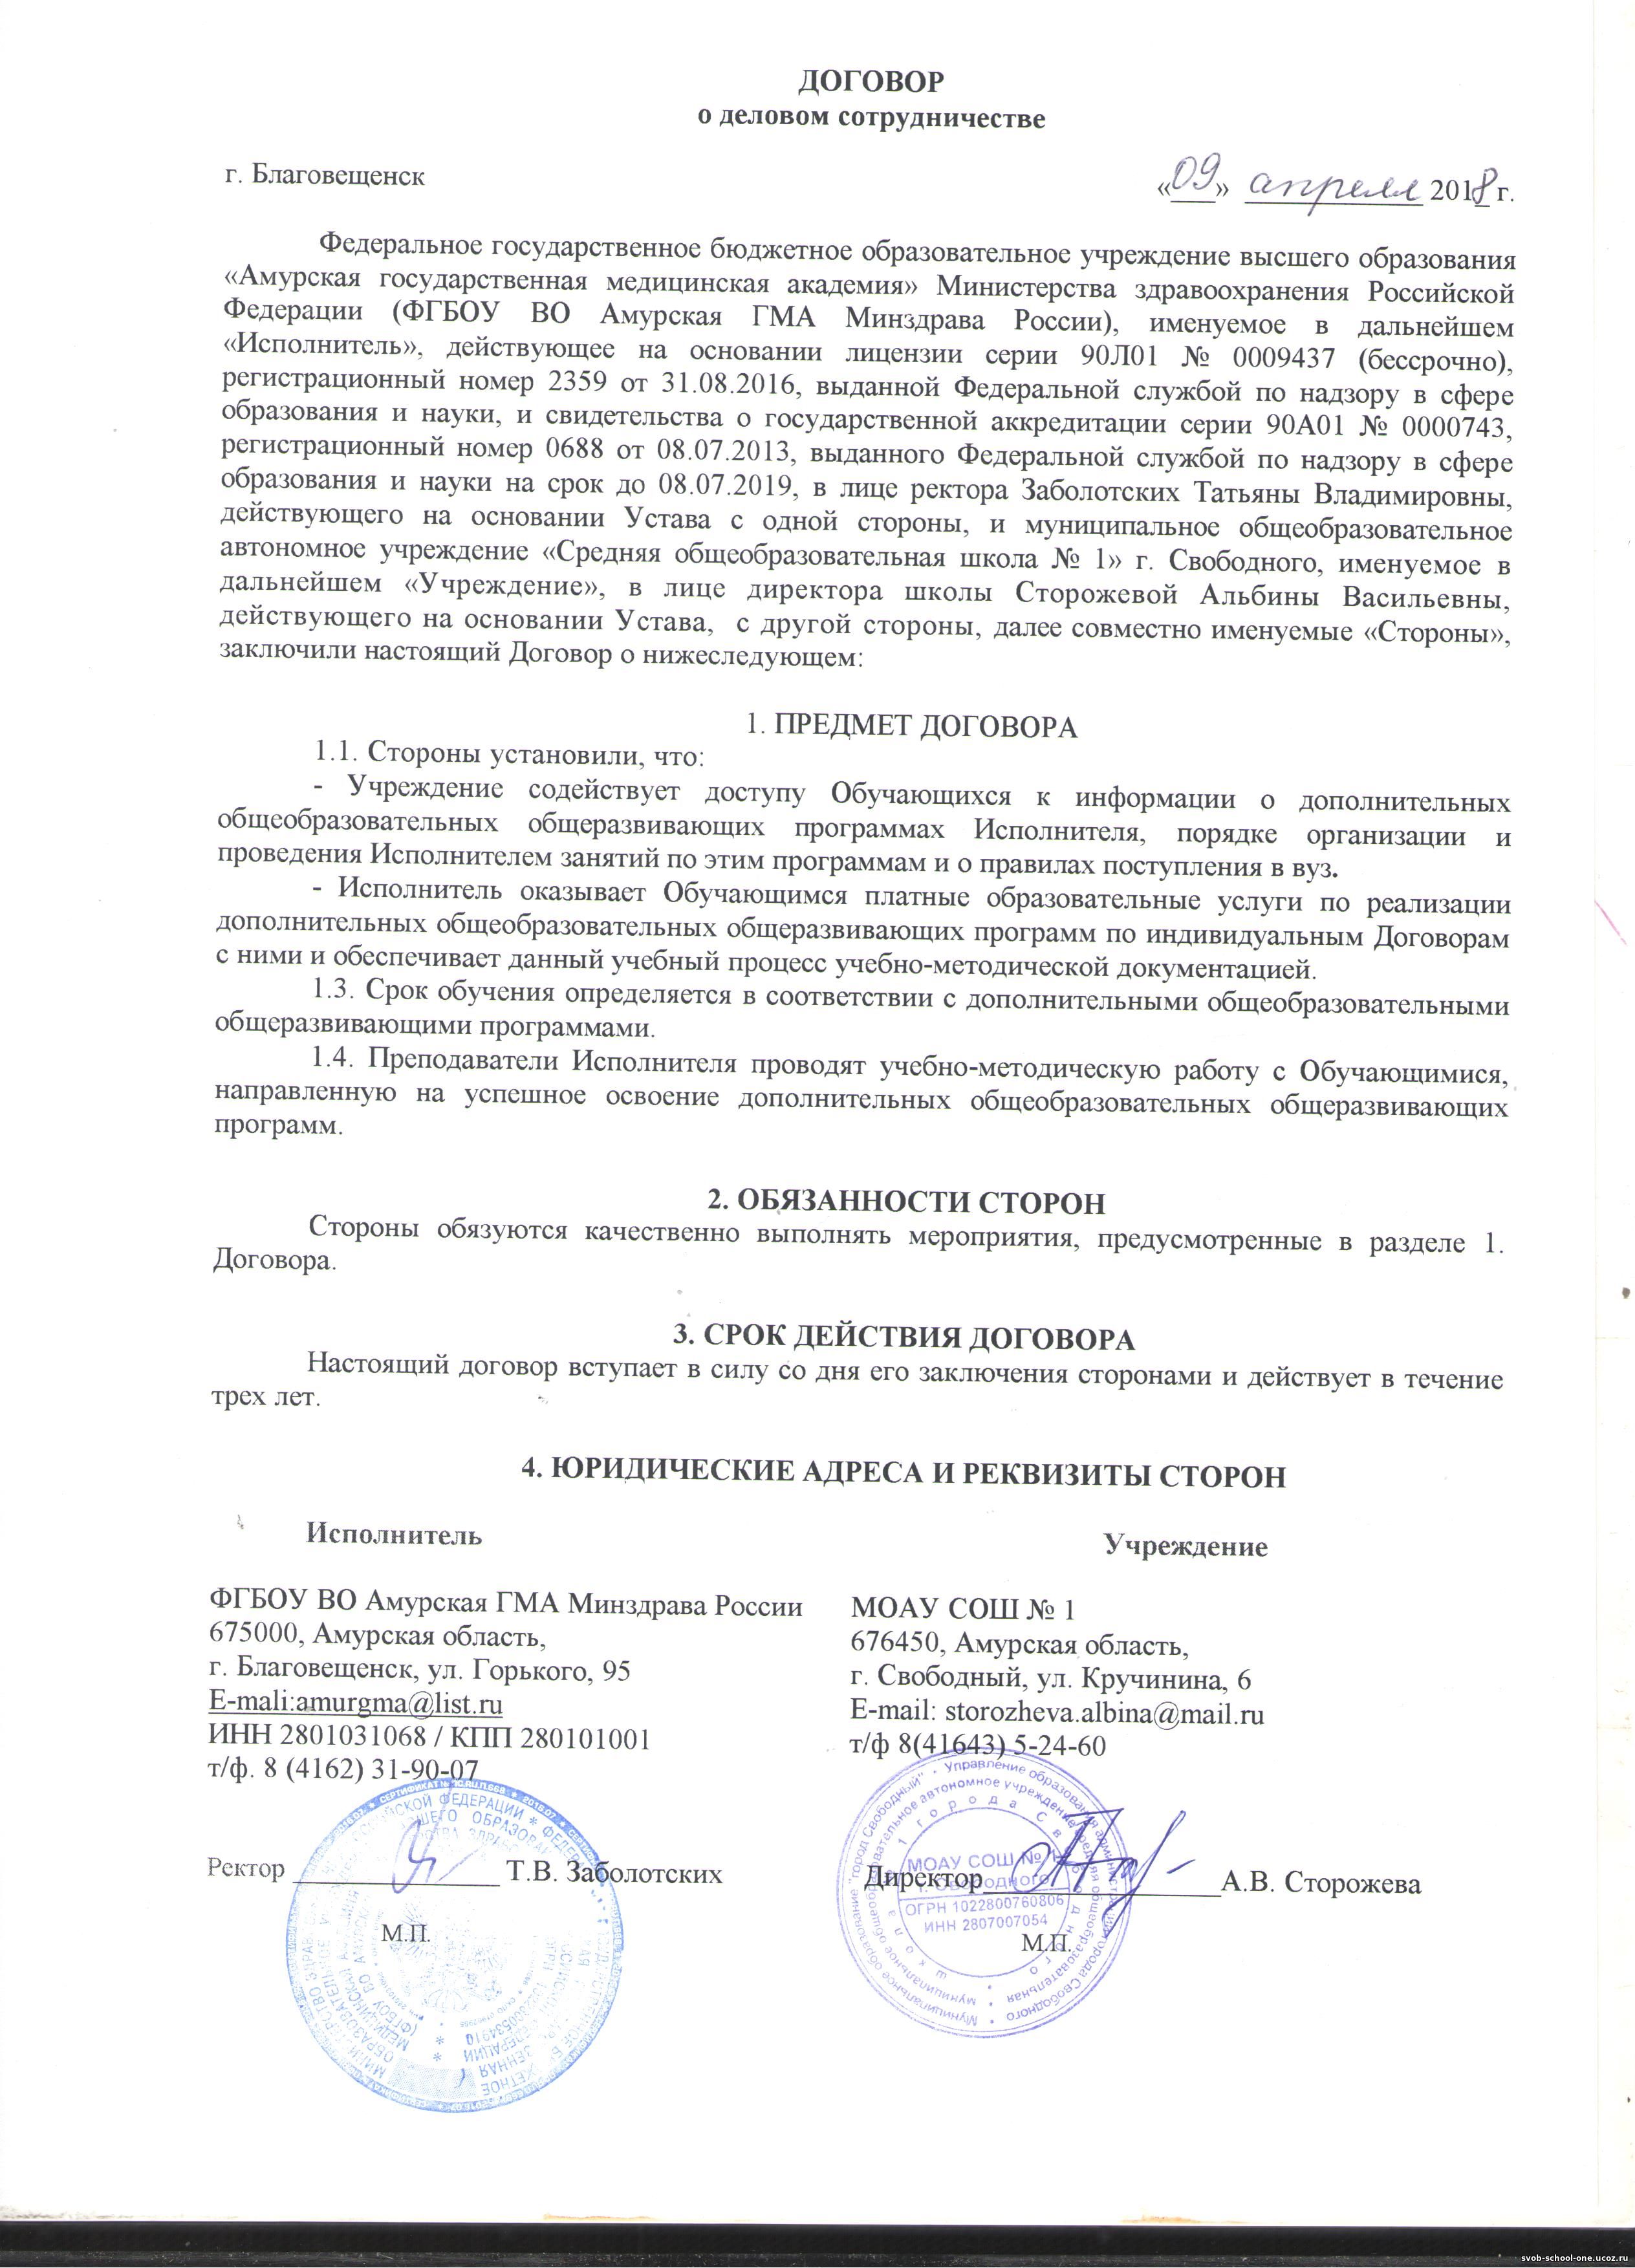 ДОГОВОР
о деловом сотрудничестве
г. Благовещенск «09» апреля 2018 г.
Федеральное государственное бюджетное образовательное учреждение высшего образования
«Амурская государственная медицинская академия» Министерства здравоохранения Российской
Федерации (ФГБОУ ВО Амурская ГМА Минздрава России), именуемое в дальнейшем
«Исполнитель», действующее на основании лицензии серии 90Л01 № 0009437 (бессрочно),
регистрационный номер 2359 от 31.08.2016, выданной Федеральной службой по надзору в сфере
образования и науки, и свидетельства о государственной аккредитации серии 90А01 № 0000743,
регистрационный номер 0688 от 08.07.2013, выданного Федеральной службой по надзору в сфере
образования и науки на срок до 08.07.2019, в лице ректора Заболотских Татьяны Владимировны,
действующего на основании Устава с одной стороны, и муниципальное общеобразовательное
автономное учреждение «Средняя общеобразовательная школа № 1» г. Свободного, именуемое в
дальнейшем «Учреждение», в лице директора школы Сторожевой Альбины Васильевны,
действующего на основании Устава, с другой стороны, далее совместно именуемые «Стороны»,
заключили настоящий Договор о нижеследующем:
1. ПРЕДМЕТ ДОГОВОРА
1.1. Стороны установили, что:
- Учреждение содействует доступу Обучающихся к информации о дополнительных
общеобразовательных общеразвивающих программах Исполнителя, порядке организации и
проведения Исполнителем занятий по этим программам и о правилах поступления в вуз.
- Исполнитель оказывает Обучающимся платные образовательные услуги по реализации
дополнительных общеобразовательных общеразвивающих программ по индивидуальным Договорам
с ними и обеспечивает данный учебный процесс учебно-методической документацией.
1.3. Срок обучения определяется в соответствии с дополнительными общеобразовательными
общеразвивающими программами.
1.4. Преподаватели Исполнителя проводят учебно-методическую работу с Обучающимися,
направленную на успешное освоение дополнительных общеобразовательных общеразвивающих
программ.
2. ОБЯЗАННОСТИ СТОРОН
Стороны обязуются качественно выполнять мероприятия, предусмотренные в разделе 1.
Договора.
3. СРОК ДЕЙСТВИЯ ДОГОВОРА
Настоящий договор вступает в силу со дня его заключения сторонами и действует в течение
трех лет.
4. ЮРИДИЧЕСКИЕ АДРЕСА И РЕКВИЗИТЫ СТОРОН
Исполнитель
ФГБОУ ВО Амурская ГМА Минздрава России
675000, Амурская область,
г. Благовещенск, ул. Горького, 95
E-mali:amurgma@list.ru
ИНН 2801031068 / КПП 280101001
т/ф. 8 (4162) 31-90-07
Ректор Т.В. Заболотских
М.П.
Учреждение
МОАУ СОШ № 1
676450, Амурская область,
г. Свободный, ул. Кручинина, 6
E-mail: storozheva.albina@mail.ru
т/ф 8(41643) 5-24-60
Директор А.В. Сторожева
М.П.
МОАУ СОШ № 1
г. Свободного
ОГРН 1022800760806
ИНН 2807007054
svob-school-one.ucoz.ru